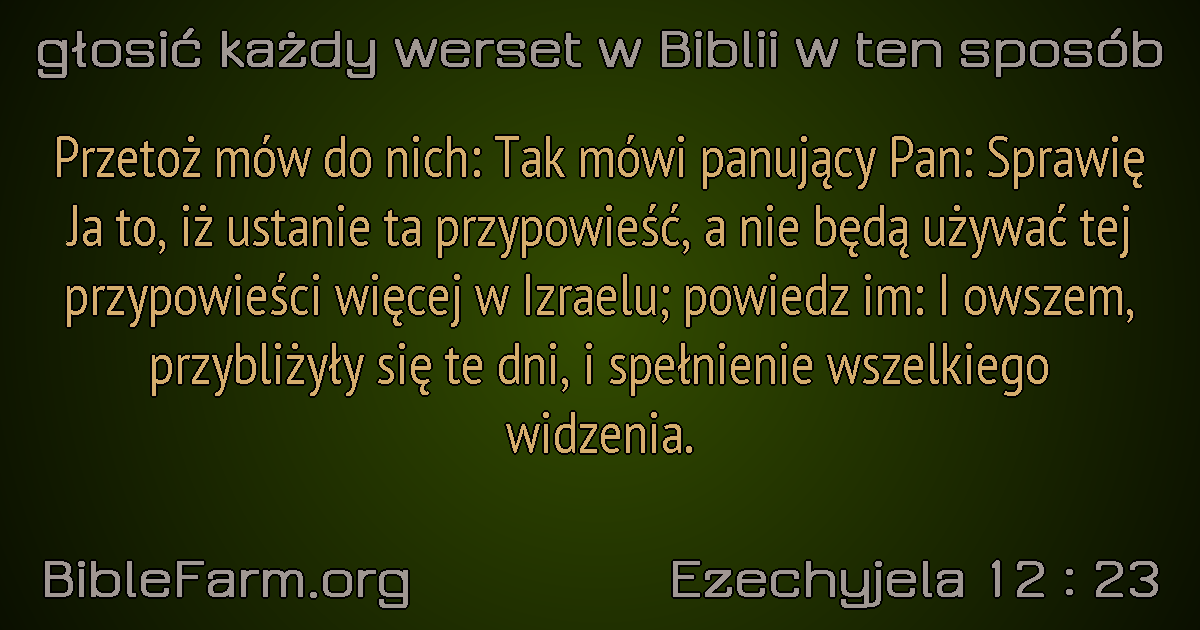 głosić każdy werset w Biblii w ten sposób
Przetoż mów do nich: Tak mówi panujący Pan: Sprawię
Ja to, iż ustanie ta przypowieść, a nie będą używać tej
przypowieści więcej w Izraelu; powiedz im: I owszem,
przybliżyły się te dni, i spełnienie wszelkiego
widzenia.
BibleFarm.org
Ezechyjela 12 : 23